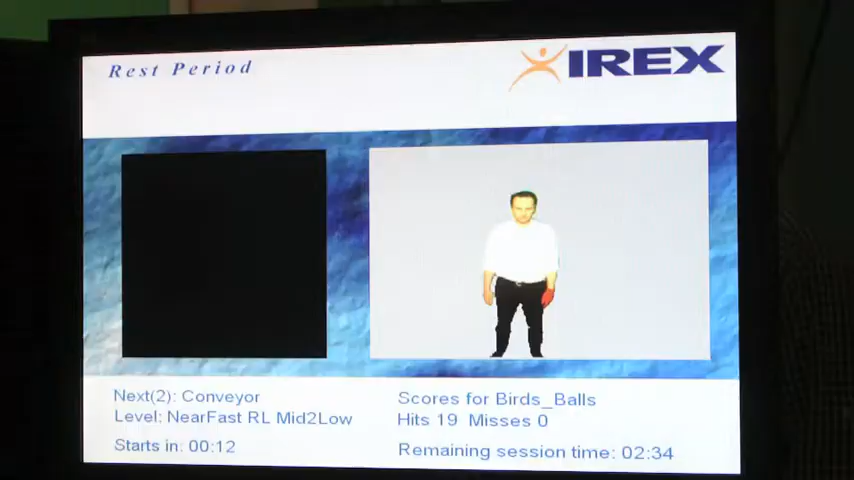 Rest Period
IREX
Next(2): Conveyor
Level: NearFast RL Mid2Low
Starts in: 00:12
Scores for Birds_Balls
Hits 19 Misses 0
Remaining session time: 02:34